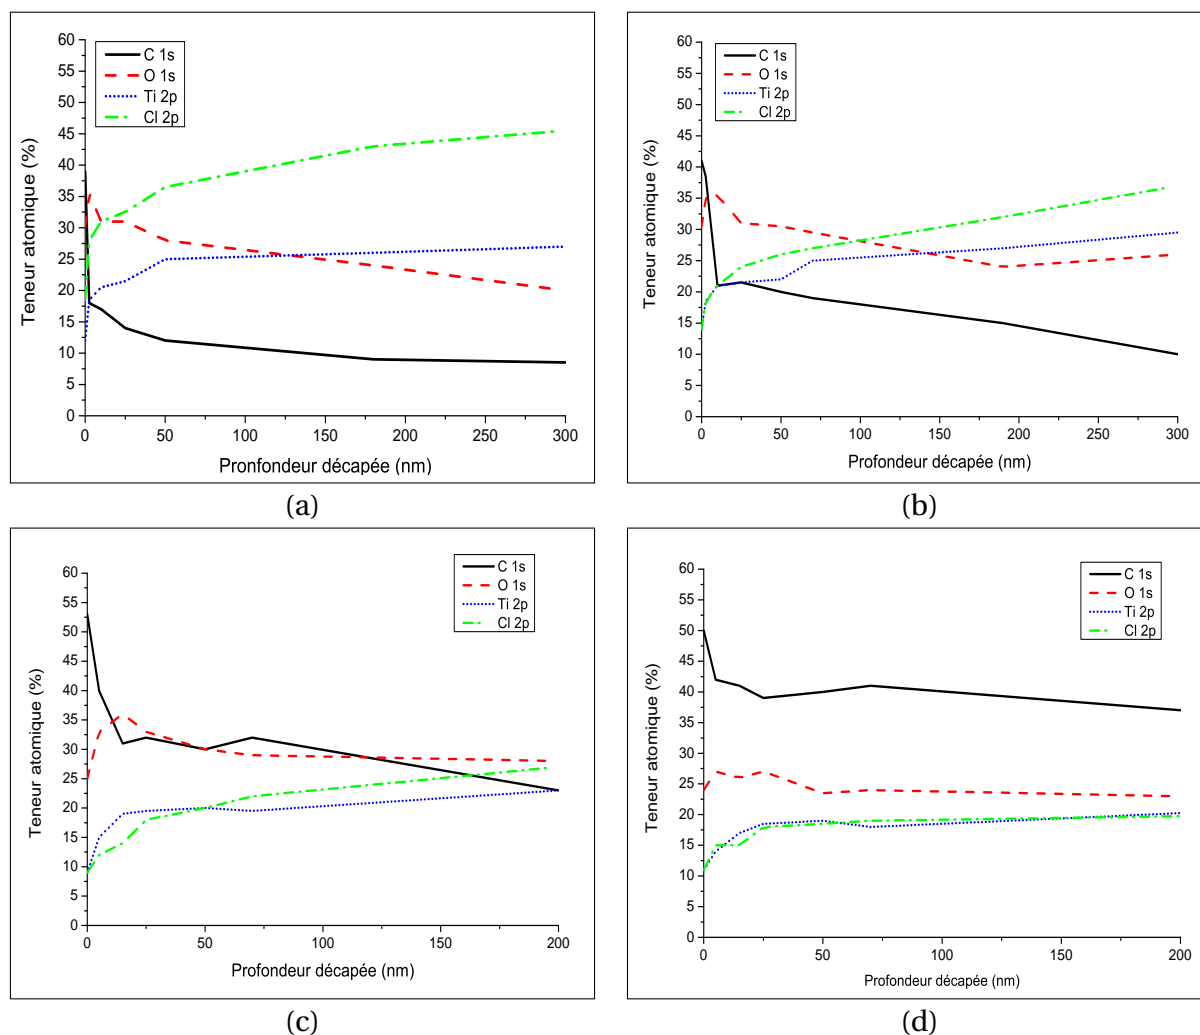 60
55
50
45
40
35
30
25
20
15
10
5
0
Teneur atomique (%)
C 1s
O 1s
Ti 2p
Cl 2p
0 50 100 150 200 250 300
Pronfondeur décapée (nm)
(a)
60
55
50
45
40
35
30
25
20
15
10
5
0
Teneur atomique (%)
C 1s
O 1s
Ti 2p
Cl 2p
0 50 100 150 200 250 300
Profondeur décapée (nm)
(b)
60
55
50
45
40
35
30
25
20
15
10
5
0
Teneur atomique (%)
C 1s
O 1s
Ti 2p
Cl 2p
0 50 100 150 200
Profondeur décapée (nm)
(c)
60
55
50
45
40
35
30
25
20
15
10
5
0
Teneur atomique (%)
C 1s
O 1s
Ti 2p
Cl 2p
0 50 100 150 200
Profondeur décapée (nm)
(d)